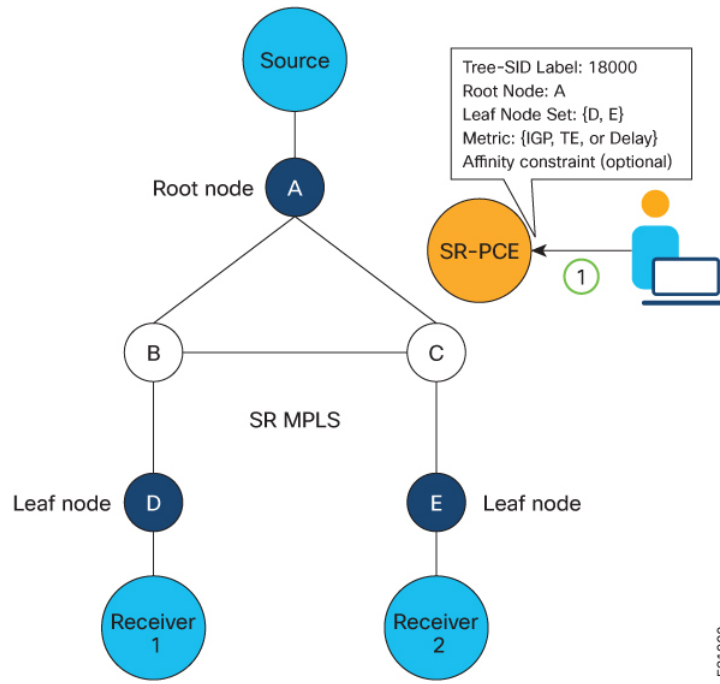 Source
Tree-SID Label: 18000
Root Node: A
Leaf Node Set: {D, E}
Metric: {IGP, TE, or Delay}
Affinity constraint (optional)
Root node
A
SR-PCE
1
B
C
SR MPLS
Leaf node
D
E
Leaf node
Receiver
1
Receiver
2